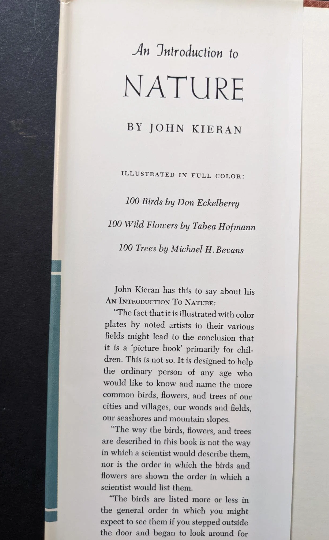 An Introduction to
NATURE
BY JOHN KIERAN
ILLUSTRATED IN FULL COLOR:
100 Birds by Don Eckelberry
100 Wild Flowers by Tabea Hofmann
100 Trees by Michael H. Bevans
John Kieran has this to say about his
AN INTRODUCTION TO NATURE:
"The fact that it is illustrated with color
plates by noted artists in their various
fields might lead to the conclusion that
it is a 'picture book' primarily for chil-
dren. This is not so. It is designed to help
the ordinary person of any age who
would like to know and name the more
common birds, flowers, and trees of our
cities and villages, our woods and fields,
our seashores and mountain slopes.
"The way the birds, flowers, and trees
are described in this book is not the way
in which a scientist would describe them,
nor is the order in which the birds and
flowers are shown the order in which a
scientist would list them.
"The birds are listed more or less in
the general order in which you might
expect to see them if you stepped outside
the door and began to look around for